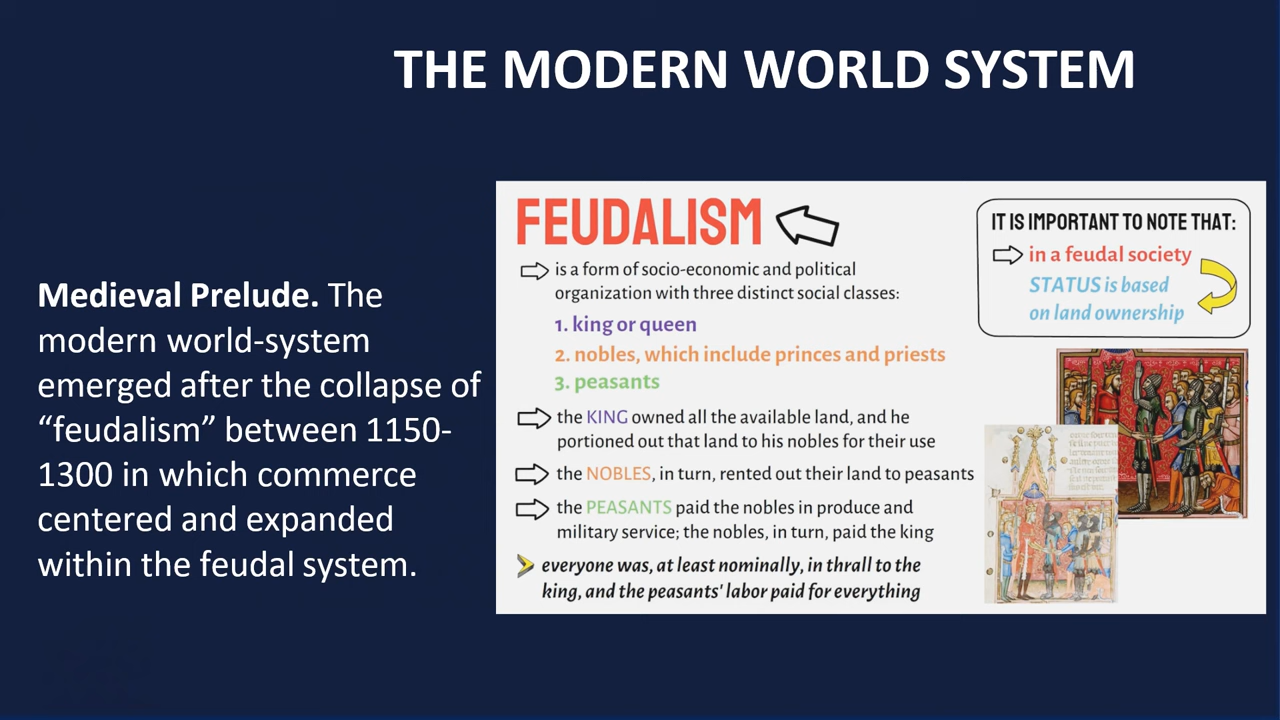 THE MODERN WORLD SYSTEM
Medieval Prelude. The
modern world-system
emerged after the collapse of
“feudalism” between 1150-
1300 in which commerce
centered and expanded
within the feudal system.
FEUDALISM
is a form of socio-economic and political
organization with three distinct social classes:
1. king or queen
2. nobles, which include princes and priests
3. peasants
the KING owned all the available land, and he
portioned out that land to his nobles for their use
the NOBLES, in turn, rented out their land to peasants
the PEASANTS paid the nobles in produce and
military service; the nobles, in turn, paid the king
everyone was, at least nominally, in thrall to the
king, and the peasants' labor paid for everything
IT IS IMPORTANT TO NOTE THAT:
in a feudal society
STATUS is based
on land ownership